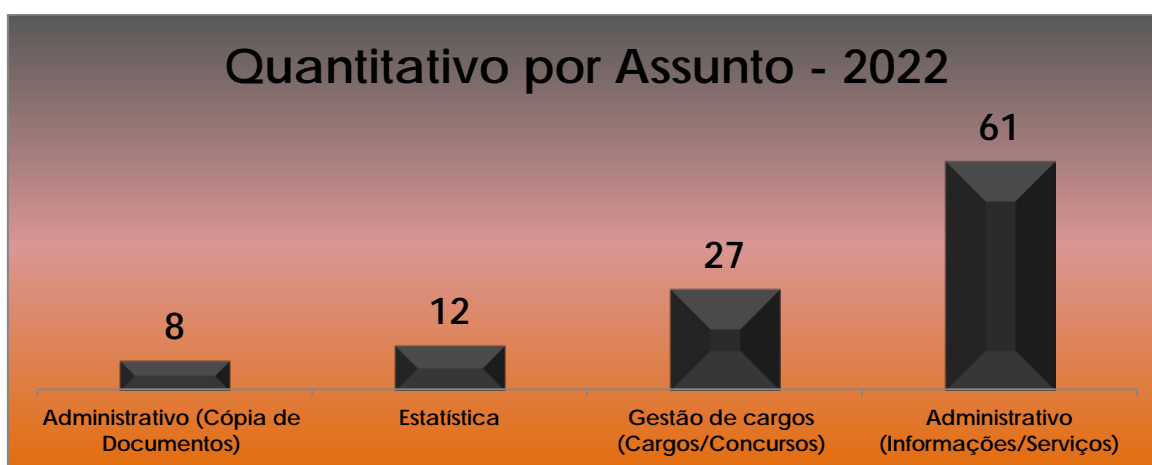 Quantitativo por Assunto - 2022
61
27
12
8
Administrativo (Cópia de
Documentos)
Estatística
Gestão de cargos
(Cargos/Concursos)
Administrativo
(Informações/Serviços)